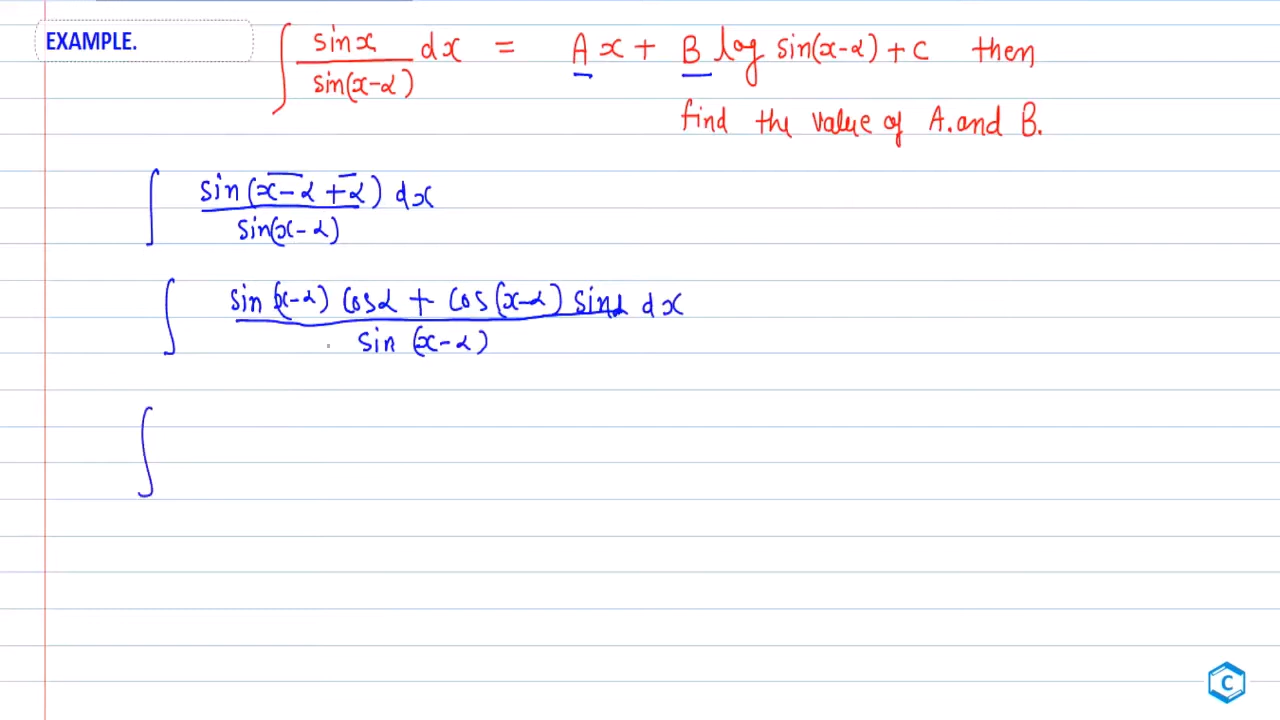 EXAMPLE.
∫ sinx / sin(x-α) dx = Ax + B log sin(x-α) + C then
find the value of A. and B.
∫ sin(x-α+α) / sin(x-α) dx
∫ sin(x-α) cosα + cos(x-α) sinα / sin(x-α) dx
∫
C